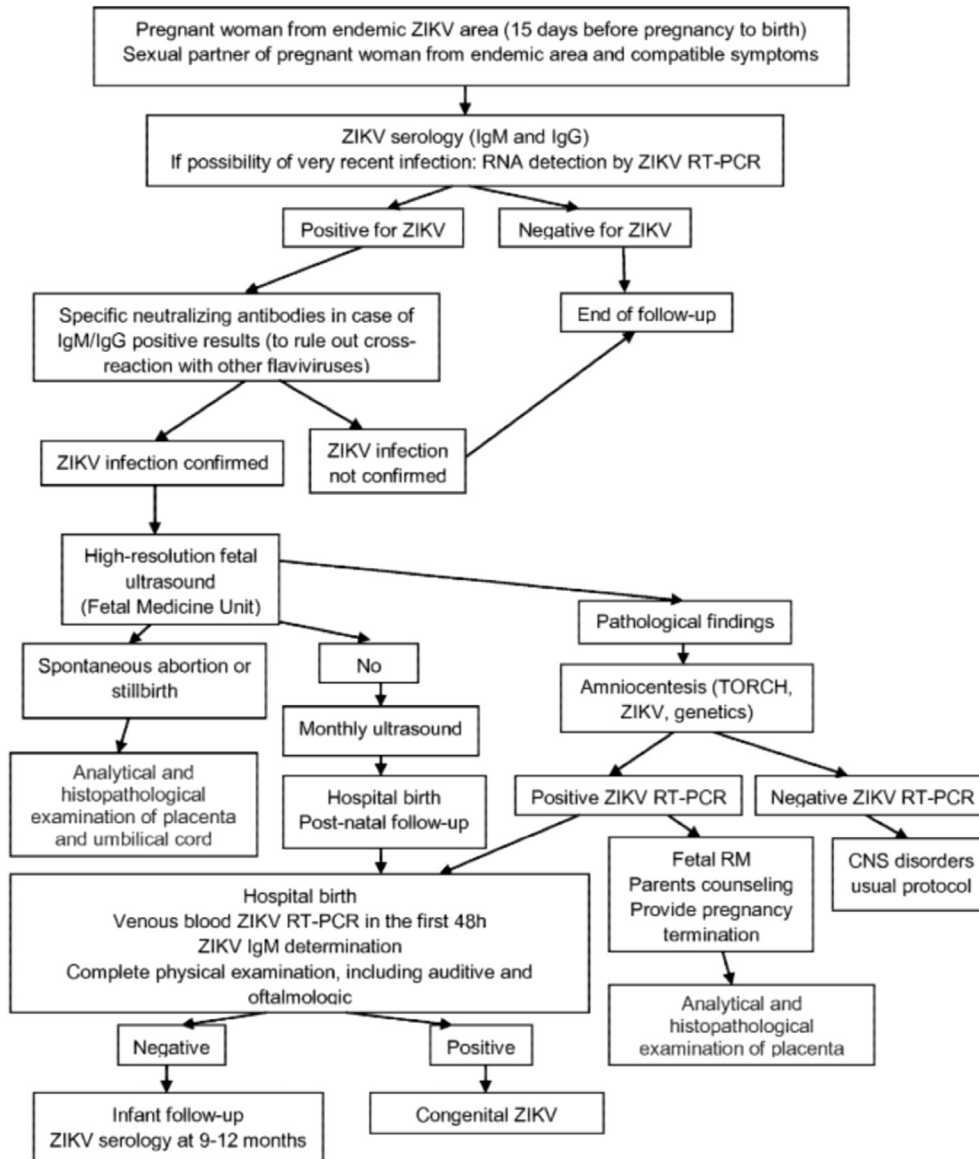 Pregnant woman from endemic ZIKV area (15 days before pregnancy to birth)
Sexual partner of pregnant woman from endemic area and compatible symptoms
ZIKV serology (IgM and IgG)
If possibility of very recent infection: RNA detection by ZIKV RT-PCR
Positive for ZIKV
Negative for ZIKV
Specific neutralizing antibodies in case of
IgM/IgG positive results (to rule out cross-
reaction with other flaviviruses)
End of follow-up
ZIKV infection confirmed
ZIKV infection
not confirmed
High-resolution fetal
ultrasound
(Fetal Medicine Unit)
Pathological findings
Spontaneous abortion or
stillbirth
No
Amniocentesis (TORCH,
ZIKV, genetics)
Monthly ultrasound
Analytical and
histopathological
examination of placenta
and umbilical cord
Hospital birth
Post-natal follow-up
Positive ZIKV RT-PCR
Negative ZIKV RT-PCR
Fetal RM
Parents counseling
Provide pregnancy
termination
CNS disorders
usual protocol
Hospital birth
Venous blood ZIKV RT-PCR in the first 48h
ZIKV IgM determination
Complete physical examination, including auditive and
oftalmologic
Analytical and
histopathological
examination of placenta
Negative
Positive
Infant follow-up
ZIKV serology at 9-12 months
Congenital ZIKV